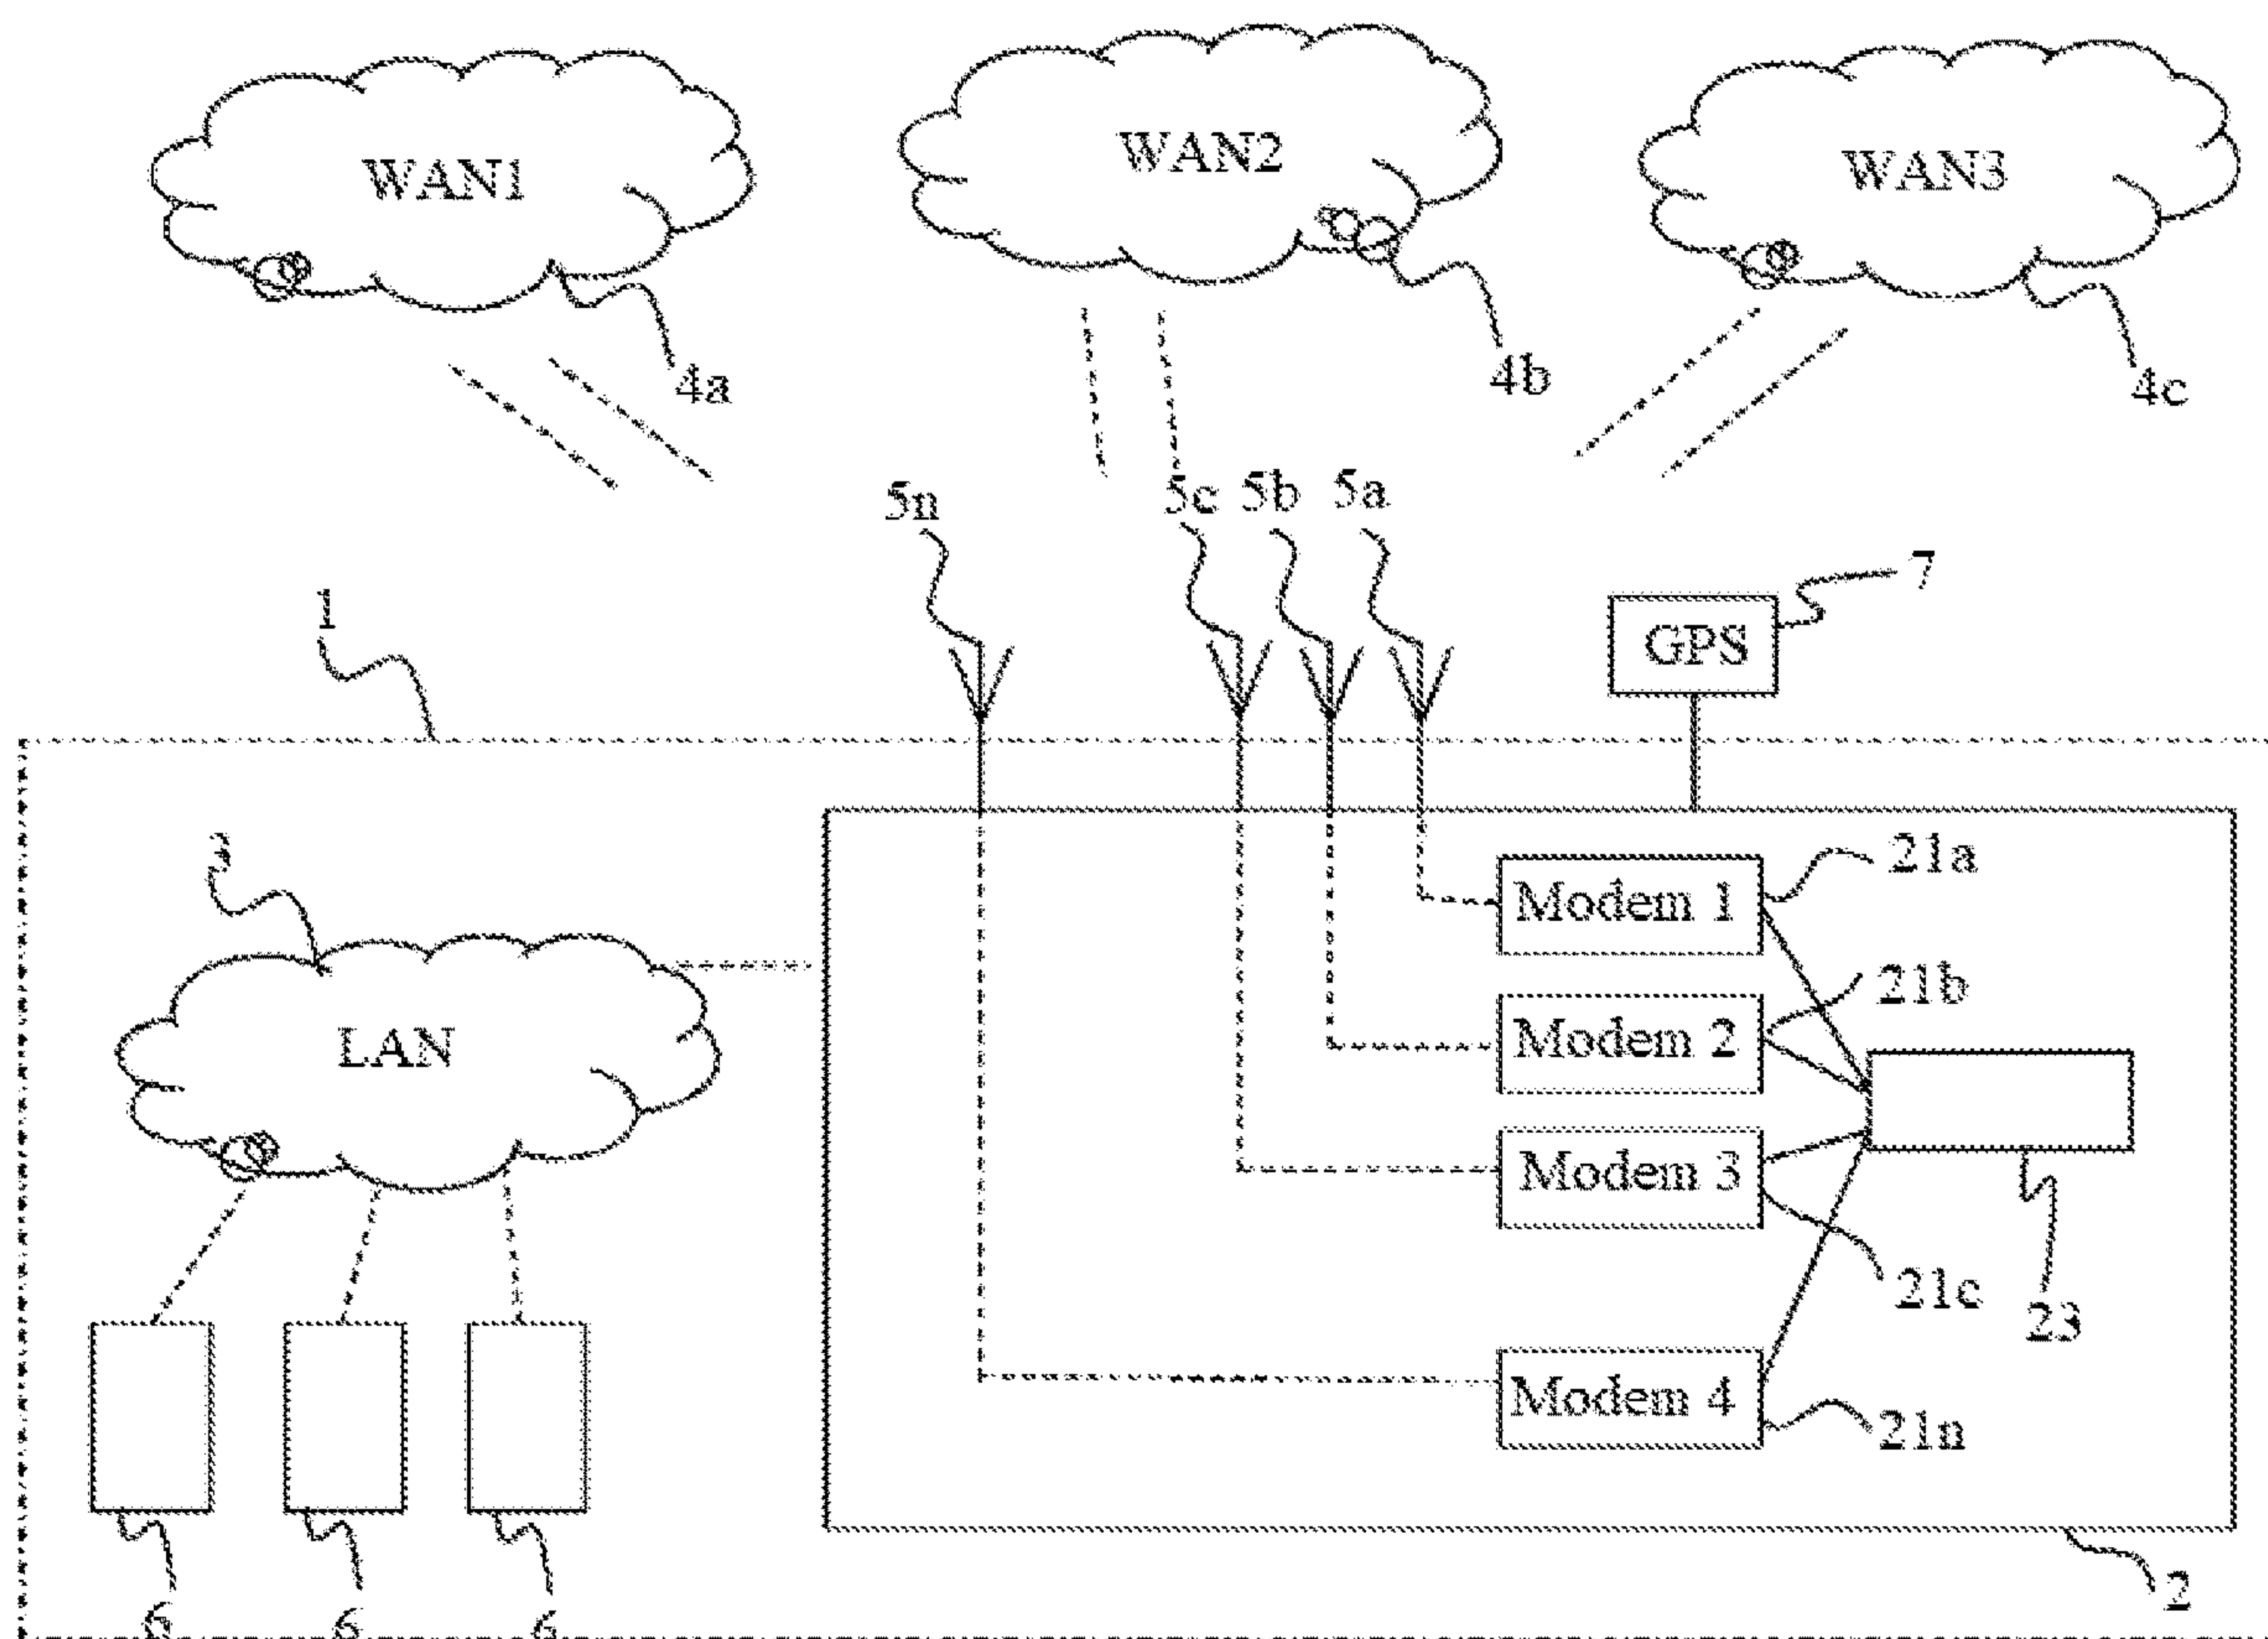 WAN1
WAN2
WAN3
4a
4b
4c
5n
5c
5b
5a
7
GPS
1
3
21a
Modem 1
21b
LAN
Modem 2
Modem 3
21c
23
Modem 4
21n
2
6
6
6